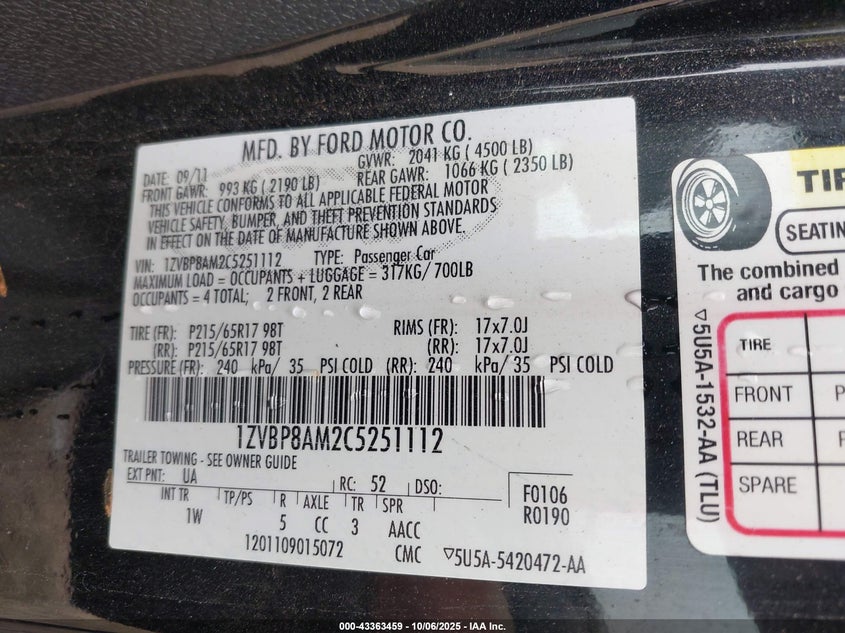 MFD. BY FORD MOTOR CO.
DATE: 09/11 GVWR: 2041 KG ( 4500 LB)
FRONT GAWR: 993 KG ( 2190 LB) REAR GAWR: 1066 KG ( 2350 LB)
THIS VEHICLE CONFORMS TO ALL APPLICABLE FEDERAL MOTOR
VEHICLE SAFETY, BUMPER, AND THEFT PREVENTION STANDARDS
IN EFFECT ON THE DATE OF MANUFACTURE SHOWN ABOVE.
VIN: 1ZVBP8AM2C5251112 TYPE: Passenger Car
MAXIMUM LOAD = OCCUPANTS + LUGGAGE = 317KG/ 700LB
OCCUPANTS = 4 TOTAL; 2 FRONT, 2 REAR
TIRE (FR): P215/65R17 98T RIMS (FR): 17x7.0J
(RR): P215/65R17 98T (RR): 17x7.0J
PRESSURE (FR): 240 kPa/ 35 PSI COLD (RR): 240 kPa/ 35 PSI COLD
1ZVBP8AM2C5251112
TRAILER TOWING - SEE OWNER GUIDE
EXT PNT: UA RC: 52 DSO: F0106
INT TR TP/PS R AXLE TR SPR R0190
1W 5 CC 3 AACC
1201109015072 CMC ▽5U5A-5420472-AA
TIR
SEATIN
The combined
and cargo
▽5U5A-1532-AA (TLU)
TIRE
FRONT P
REAR P
SPARE
000-43363459 - 10/06/2025 - IAA Inc.